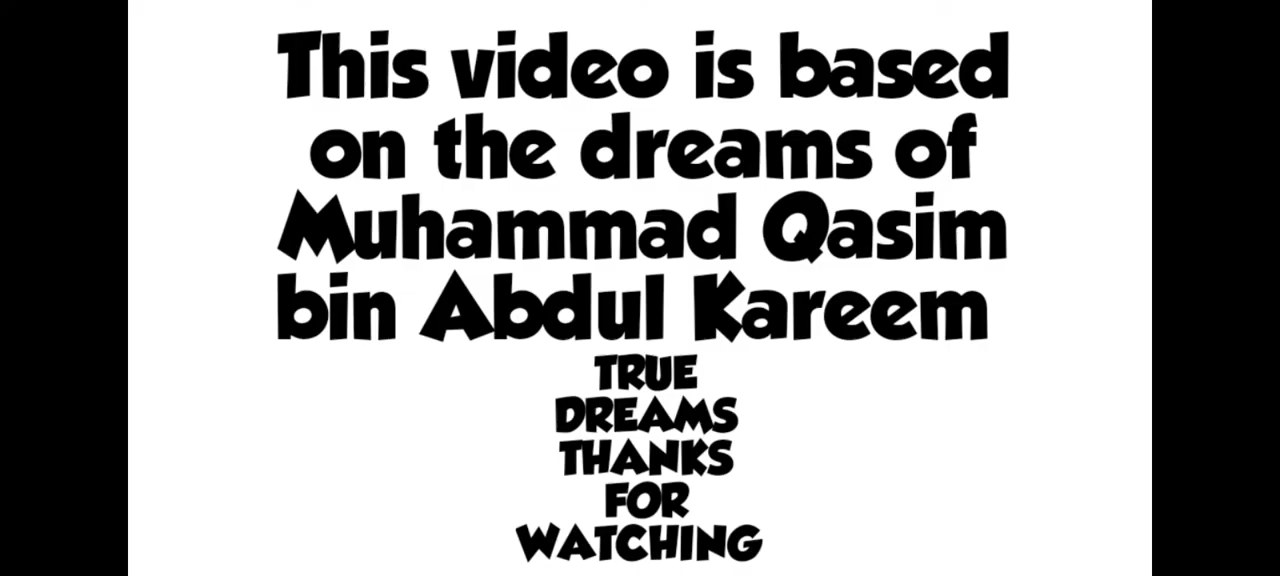 This video is based
on the dreams of
Muhammad Qasim
bin Abdul Kareem
TRUE
DREAMS
THANKS
FOR
WATCHING